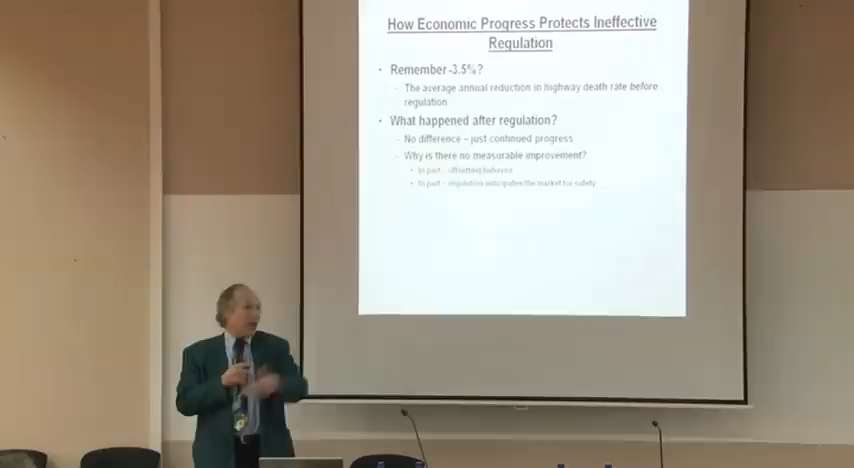 How Economic Progress Protects Ineffective
Regulation
• Remember -3.5%?
– The average annual reduction in highway death rate before
regulation
• What happened after regulation?
– No difference – just continued progress
– Why is there no measurable improvement?
• In part – offsetting behavior
• In part – regulation anticipates the market for safety